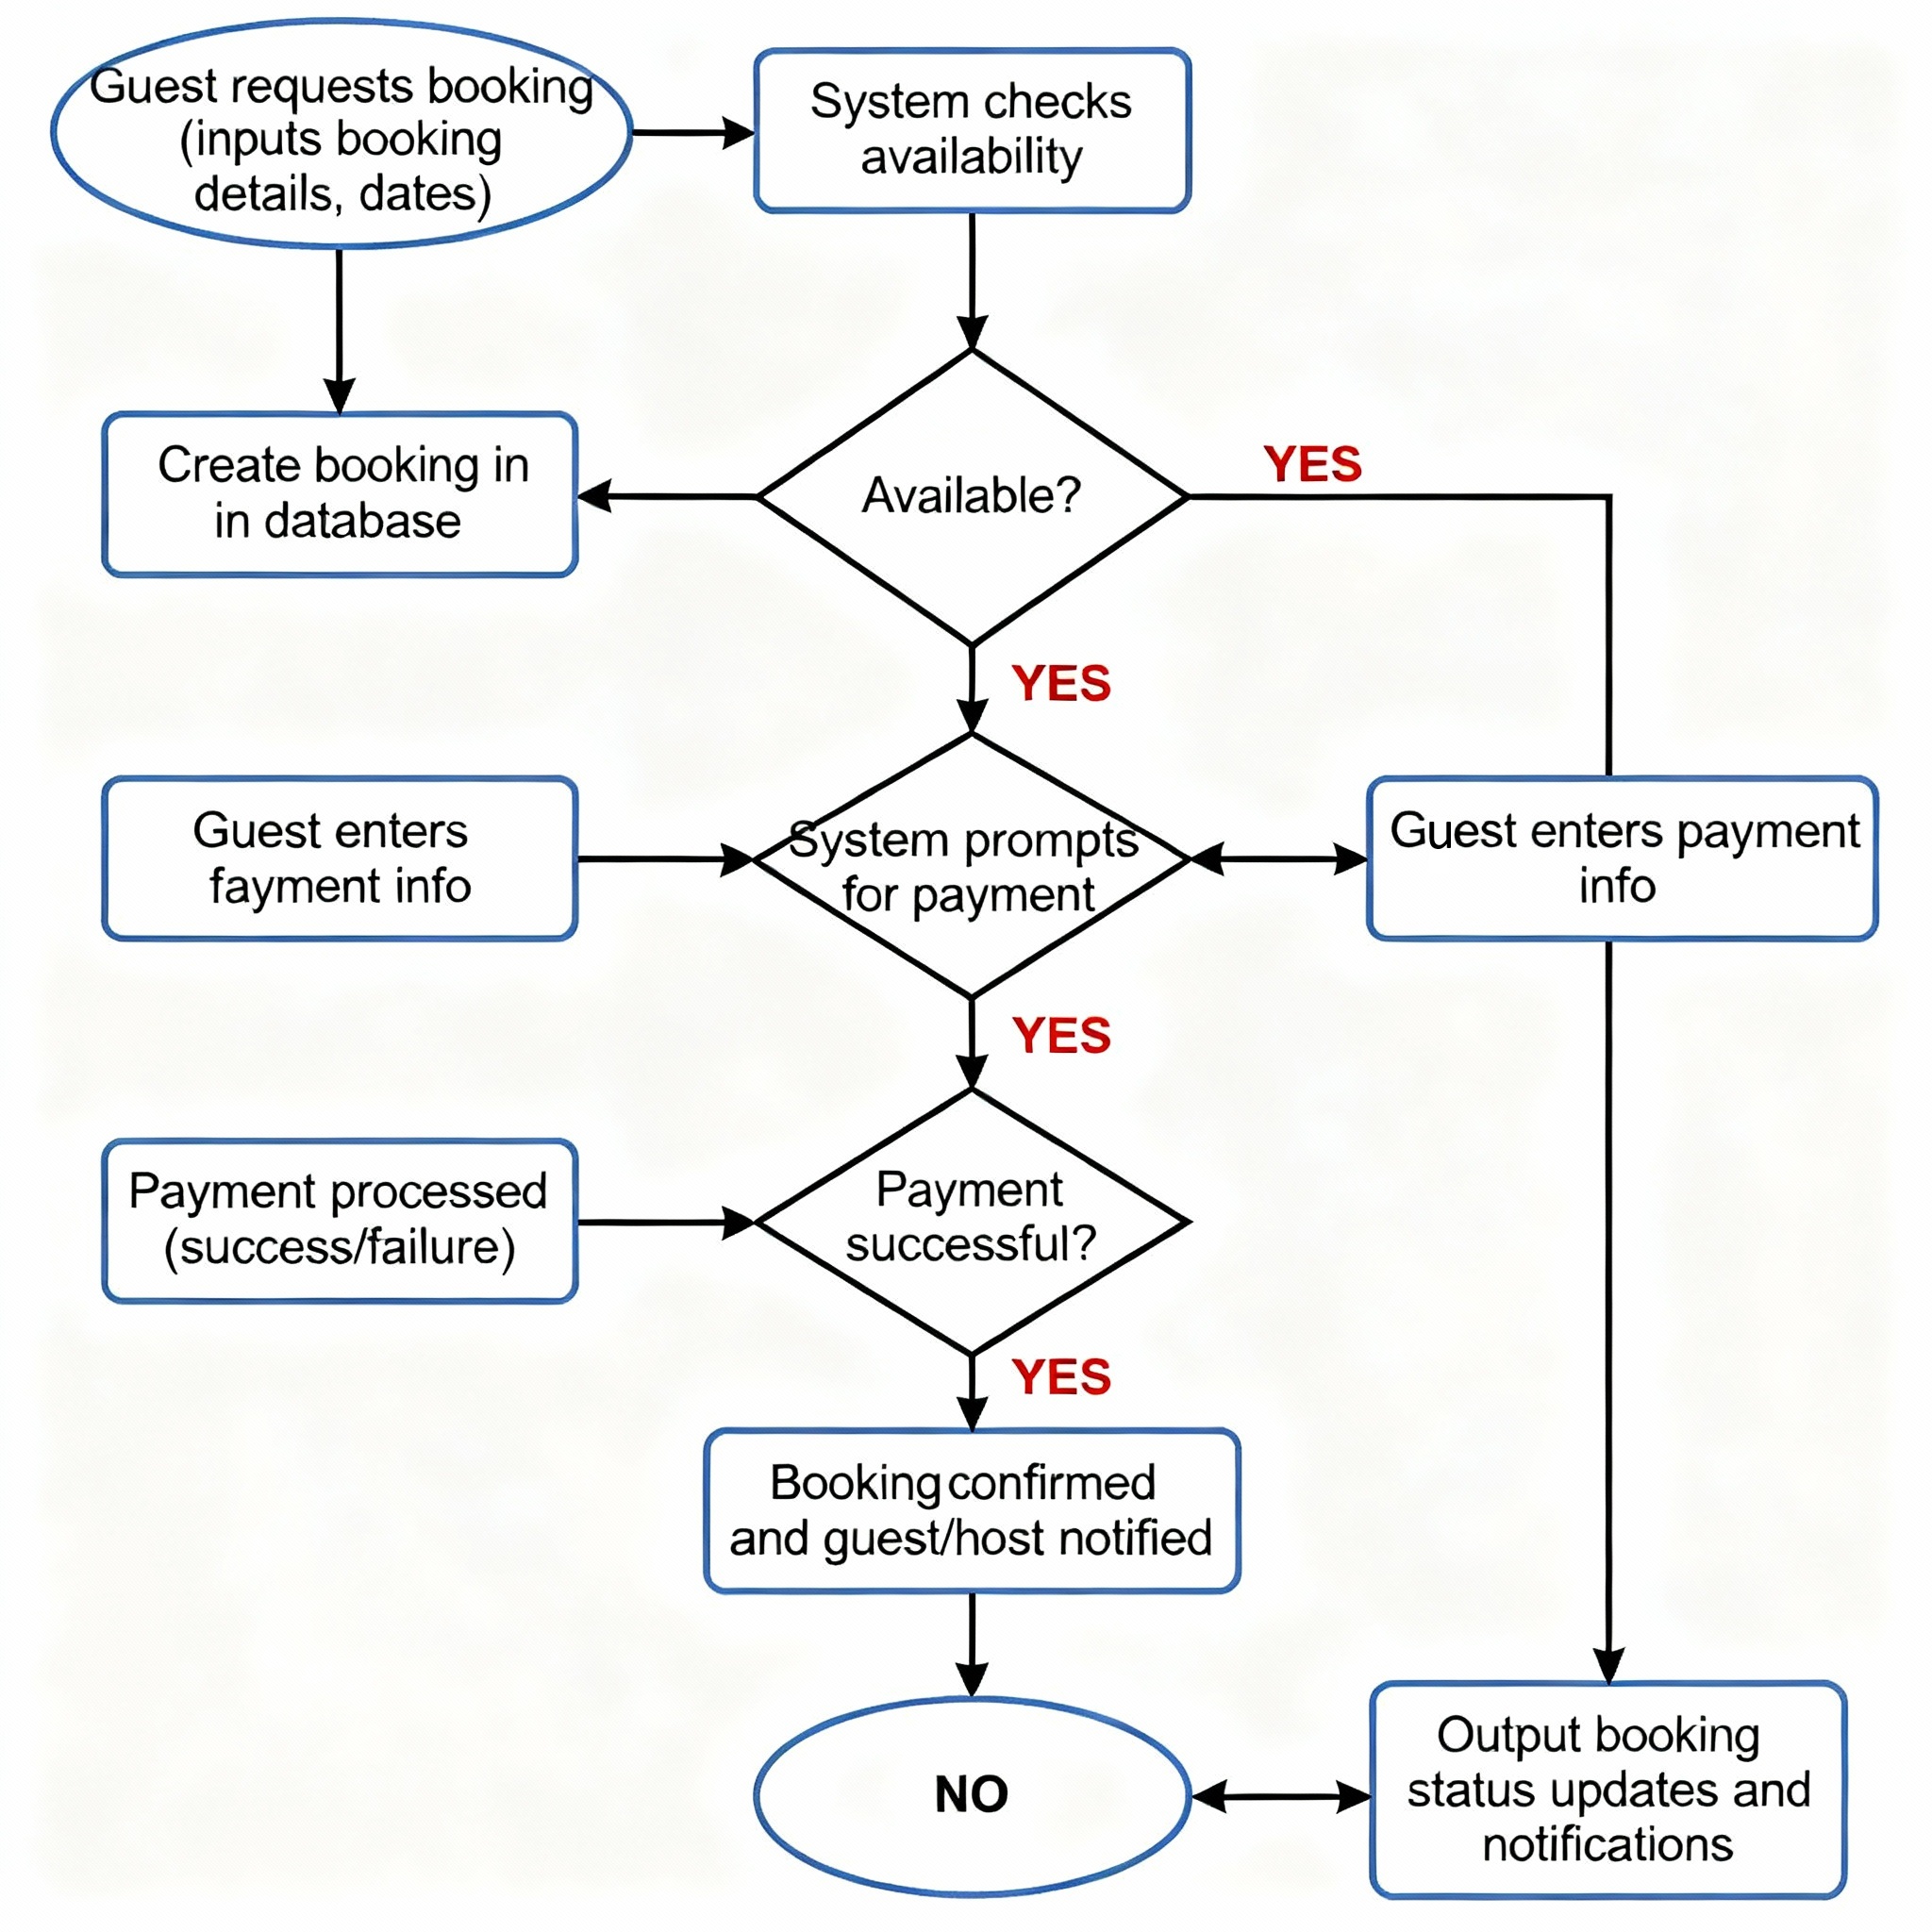 Guest requests booking
(inputs booking
details, dates)
System checks
availability
Create booking in
in database
Available?
YES
YES
Guest enters
fayment info
System prompts
for payment
Guest enters payment
info
YES
Payment processed
(success/failure)
Payment
successful?
YES
Booking confirmed
and guest/host notified
NO
Output booking
status updates and
notifications